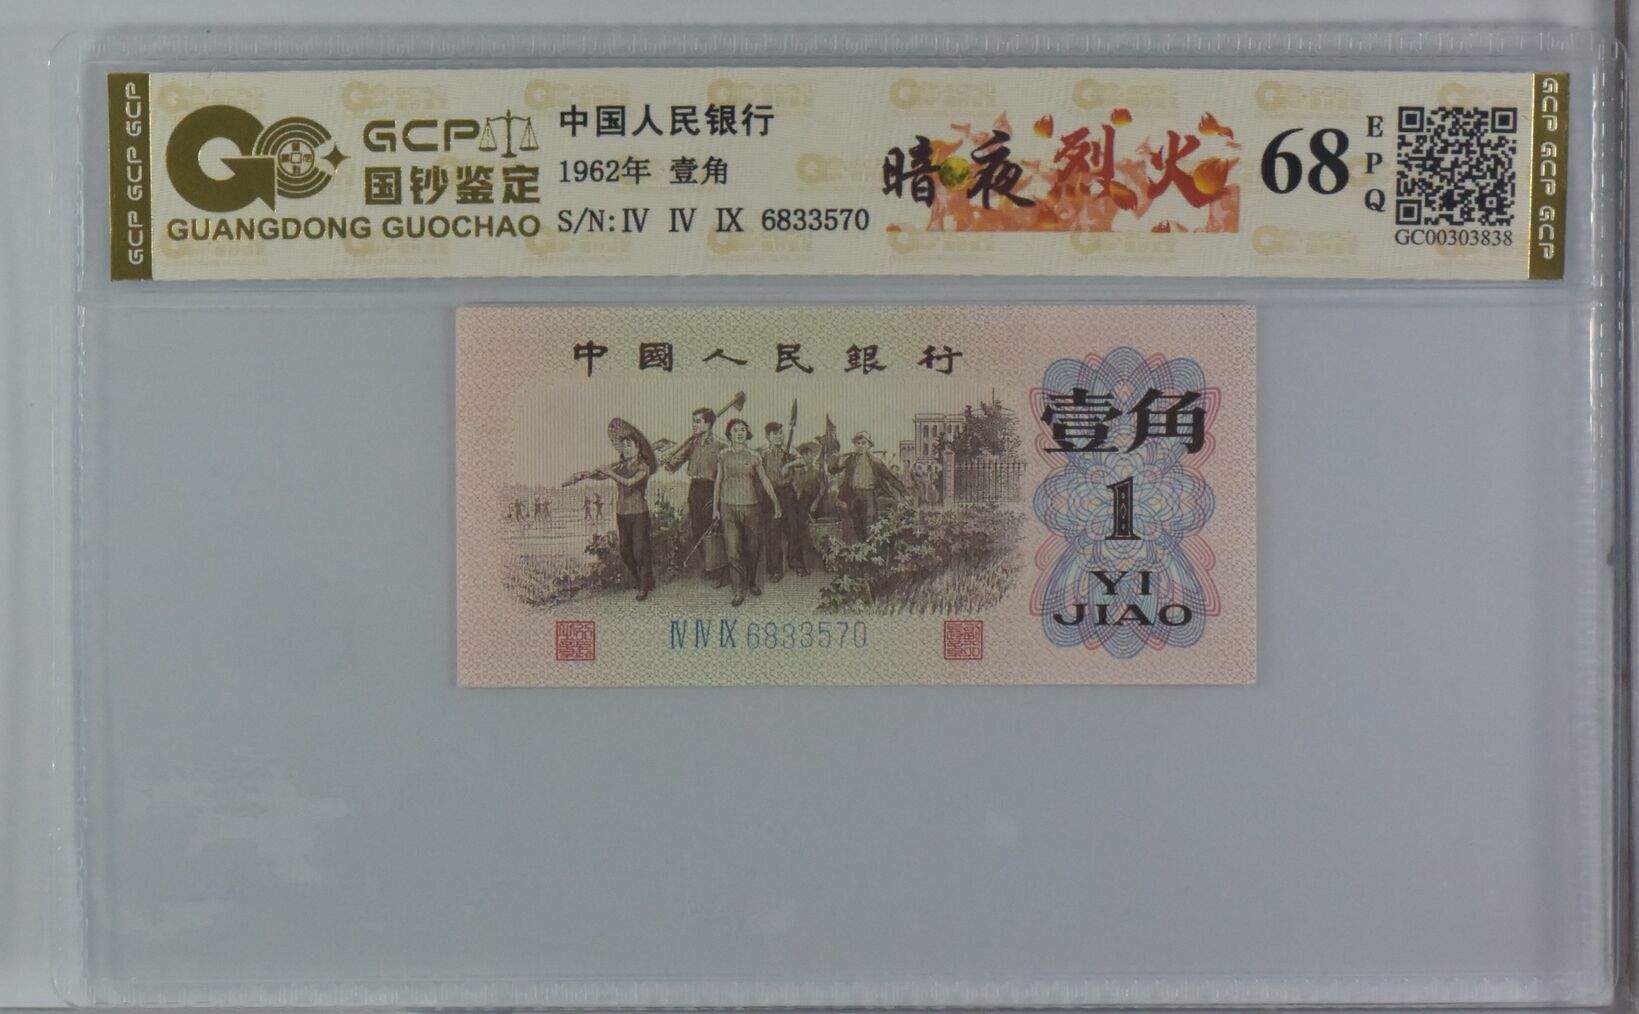 GCP GCP GCP
GCP
国钞鉴定
GUANGDONG GUOCHAO
中国人民银行
1962年 壹角
S/N: IV IV IX 6833570
暗夜烈火
68
EPQ
GC00303838
GCP GCP GCP
中國人民銀行
壹角
1
YI
JIAO
IV IV IX 6833570